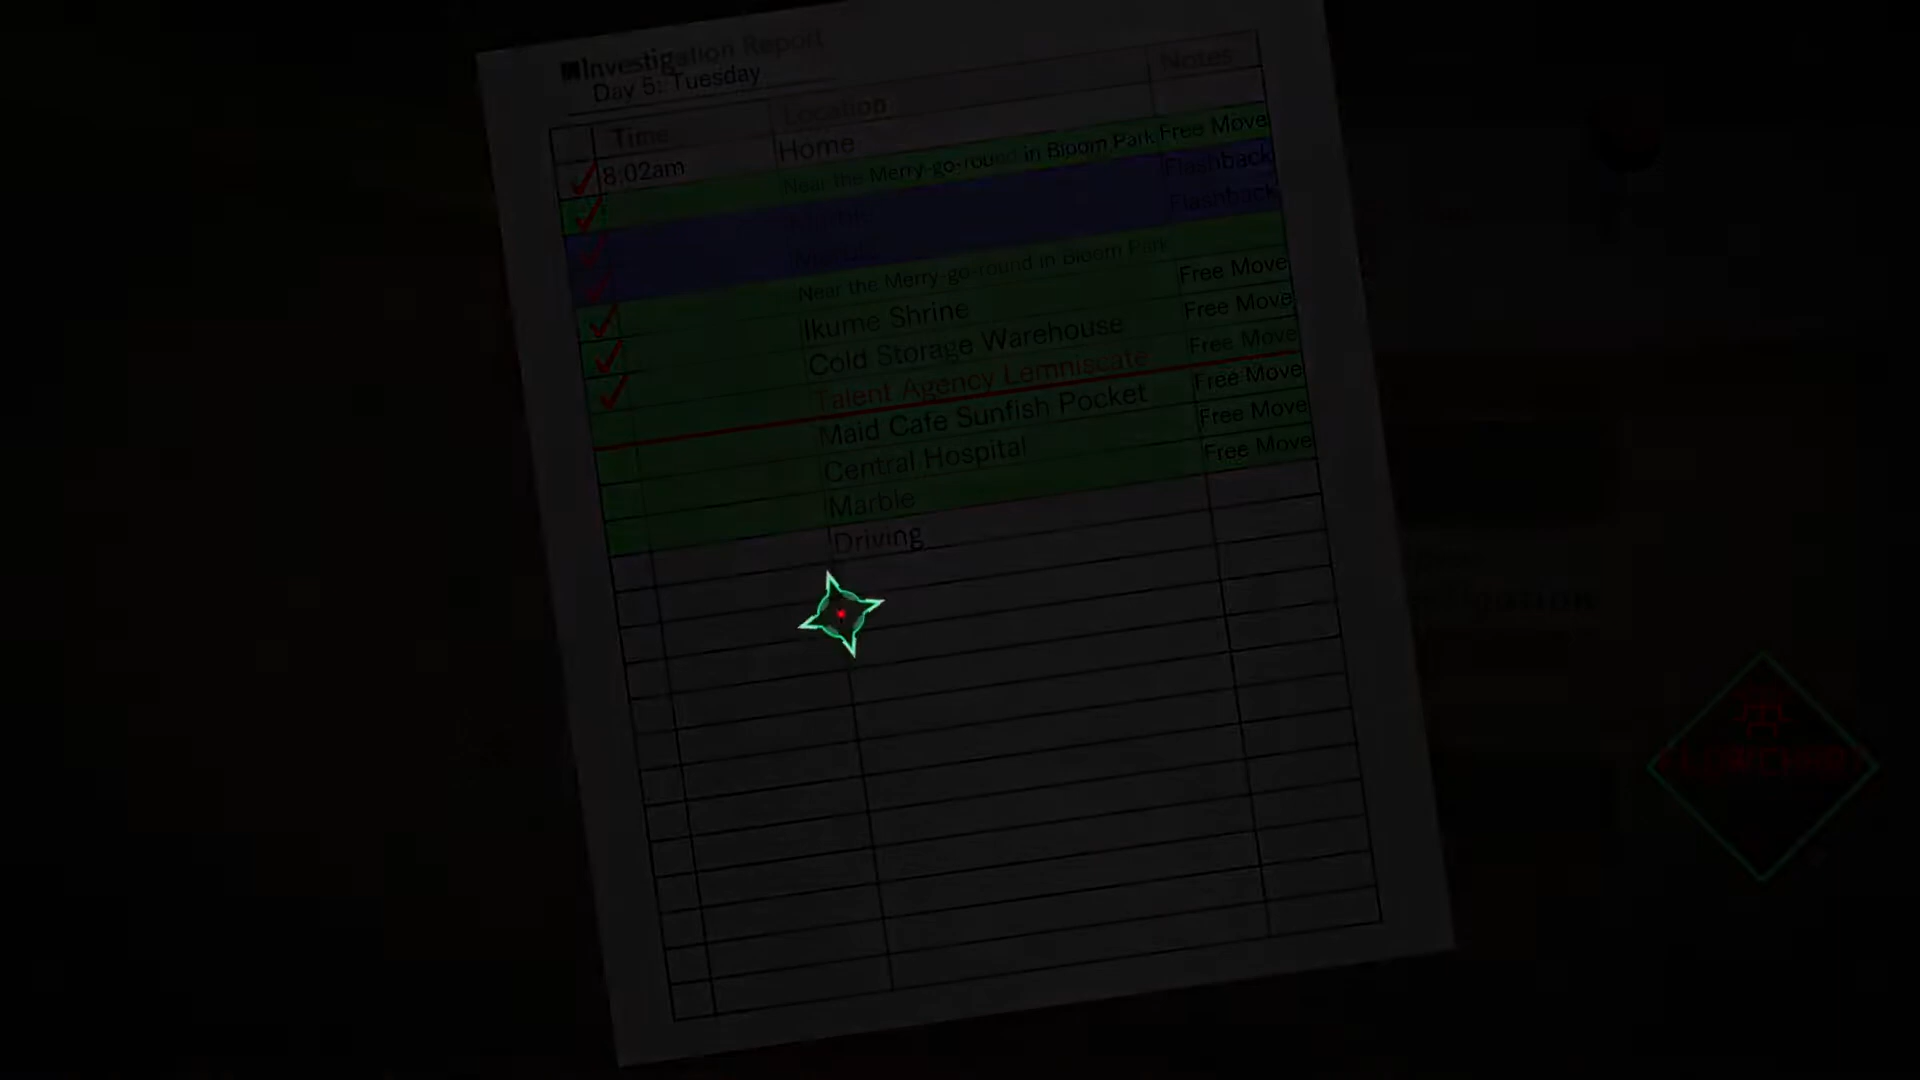 Investigation Report
Day 5: Tuesday
Time Location Notes
8:02am Home
Near the Merry-go-round in Bloom Park Free Move
Marble Flashback
Marble Flashback
Near the Merry-go-round in Bloom Park
Ikume Shrine Free Move
Cold Storage Warehouse Free Move
Talent Agency Lemniscate Free Move
Maid Cafe Sunfish Pocket Free Move
Central Hospital Free Move
Marble Free Move
Driving
FLOWCHART